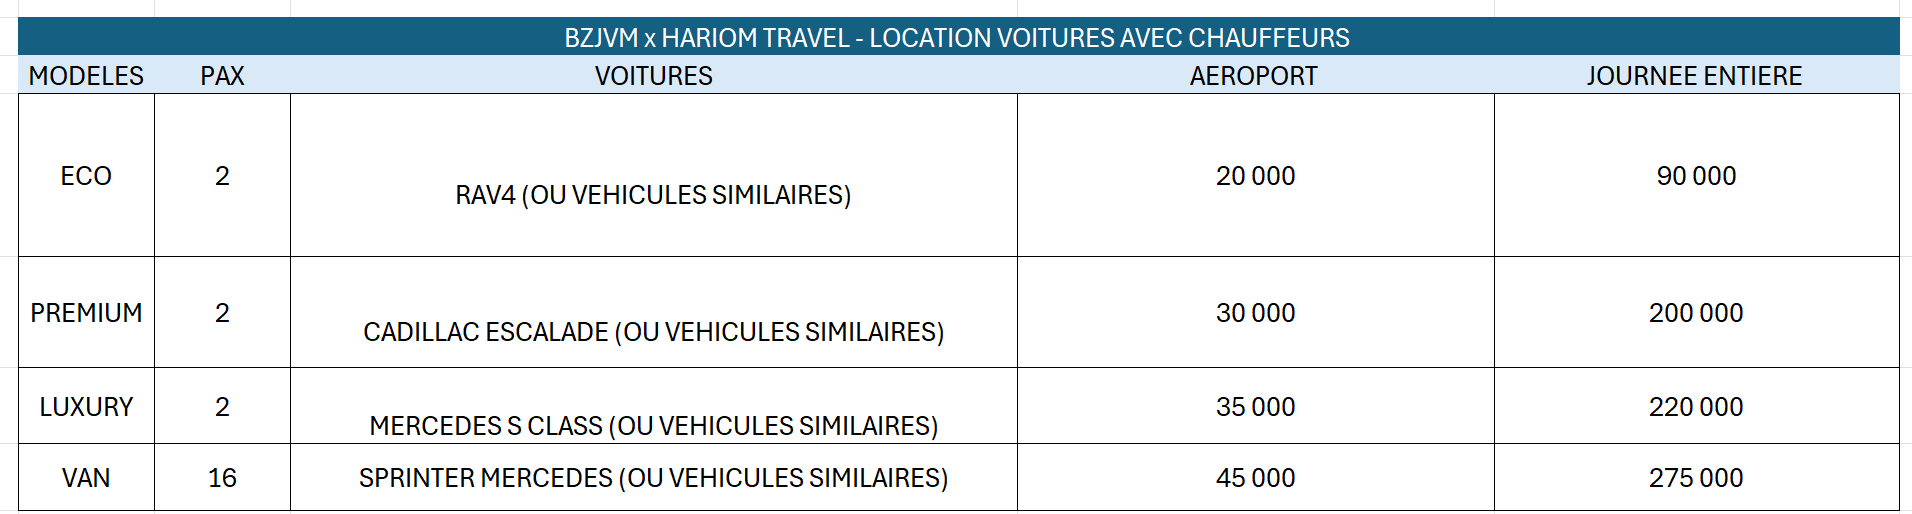 BZJVM x HARIOM TRAVEL - LOCATION VOITURES AVEC CHAUFFEURS
MODELES PAX VOITURES AEROPORT JOURNEE ENTIERE
ECO 2 RAV4 (OU VEHICULES SIMILAIRES) 20 000 90 000
PREMIUM 2 CADILLAC ESCALADE (OU VEHICULES SIMILAIRES) 30 000 200 000
LUXURY 2 MERCEDES S CLASS (OU VEHICULES SIMILAIRES) 35 000 220 000
VAN 16 SPRINTER MERCEDES (OU VEHICULES SIMILAIRES) 45 000 275 000